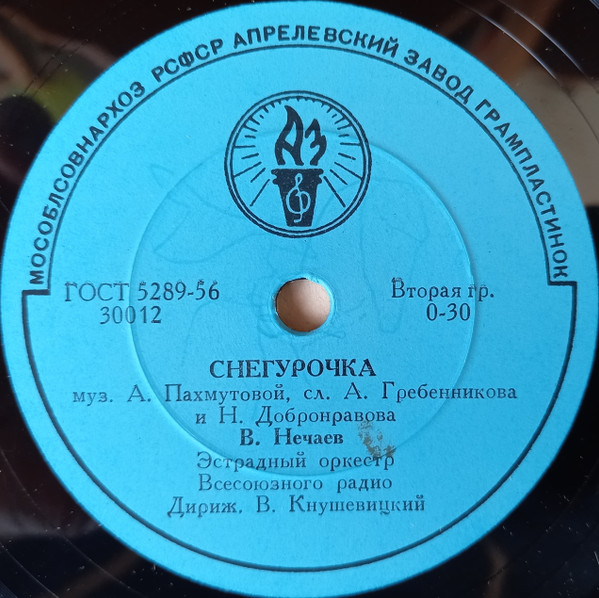 МОСОБЛСОВНАРХОЗ РСФСР АПРЕЛЕВСКИЙ ЗАВОД ГРАМПЛАСТИНОК
АЗ
ГОСТ 5289-56
30012
Вторая гр.
0-30
СНЕГУРОЧКА
муз. А. Пахмутовой, сл. А. Гребенникова
и Н. Добронравова
В. Нечаев
Эстрадный оркестр
Всесоюзного радио
Дириж. В. Кнушевицкий